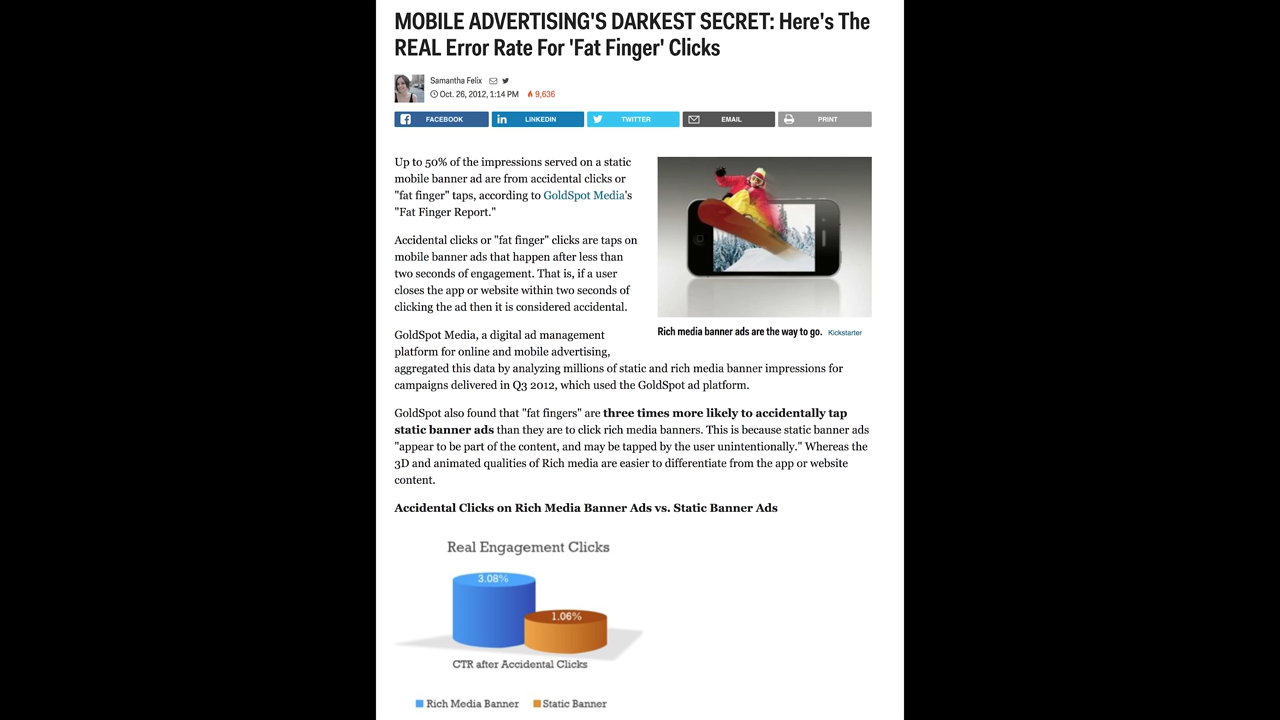 MOBILE ADVERTISING'S DARKEST SECRET: Here's The
REAL Error Rate For 'Fat Finger' Clicks
Samantha Felix
Oct. 26, 2012, 1:14 PM 9,636
FACEBOOK
LINKEDIN
TWITTER
EMAIL
PRINT
Up to 50% of the impressions served on a static
mobile banner ad are from accidental clicks or
"fat finger" taps, according to GoldSpot Media's
"Fat Finger Report."
Accidental clicks or "fat finger" clicks are taps on
mobile banner ads that happen after less than
two seconds of engagement. That is, if a user
closes the app or website within two seconds of
clicking the ad then it is considered accidental.
Rich media banner ads are the way to go. Kickstarter
GoldSpot Media, a digital ad management
platform for online and mobile advertising,
aggregated this data by analyzing millions of static and rich media banner impressions for
campaigns delivered in Q3 2012, which used the GoldSpot ad platform.
GoldSpot also found that "fat fingers" are three times more likely to accidentally tap
static banner ads than they are to click rich media banners. This is because static banner ads
"appear to be part of the content, and may be tapped by the user unintentionally." Whereas the
3D and animated qualities of Rich media are easier to differentiate from the app or website
content.
Accidental Clicks on Rich Media Banner Ads vs. Static Banner Ads
Real Engagement Clicks
3.08%
1.06%
CTR after Accidental Clicks
Rich Media Banner Static Banner